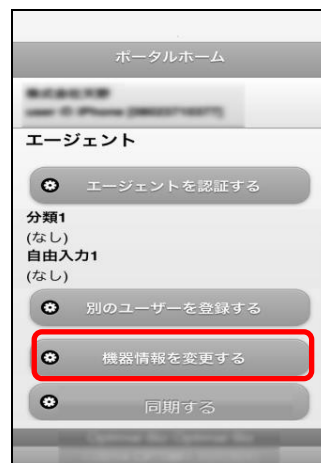 ポータルホーム
エージェント
エージェントを認証する
分類1
(なし)
自由入力1
(なし)
別のユーザーを登録する
機器情報を変更する
同期する